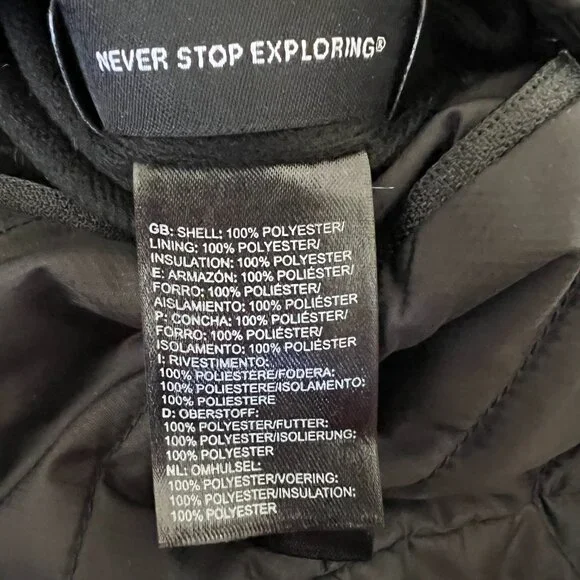 NEVER STOP EXPLORING®
GB: SHELL: 100% POLYESTER/
LINING: 100% POLYESTER/
INSULATION: 100% POLYESTER
E: ARMAZÓN: 100% POLIÉSTER/
FORRO: 100% POLIÉSTER/
AISLAMIENTO: 100% POLIÉSTER
P: CONCHA: 100% POLIÉSTER/
FORRO: 100% POLIÉSTER/
ISOLAMENTO: 100% POLIÉSTER
I: RIVESTIMENTO:
100% POLIESTERE/FODERA:
100% POLIESTERE/ISOLAMENTO:
100% POLIESTERE
D: OBERSTOFF:
100% POLYESTER/FUTTER:
100% POLYESTER/ISOLIERUNG:
100% POLYESTER
NL: OMHULSEL:
100% POLYESTER/VOERING:
100% POLYESTER/INSULATION:
100% POLYESTER